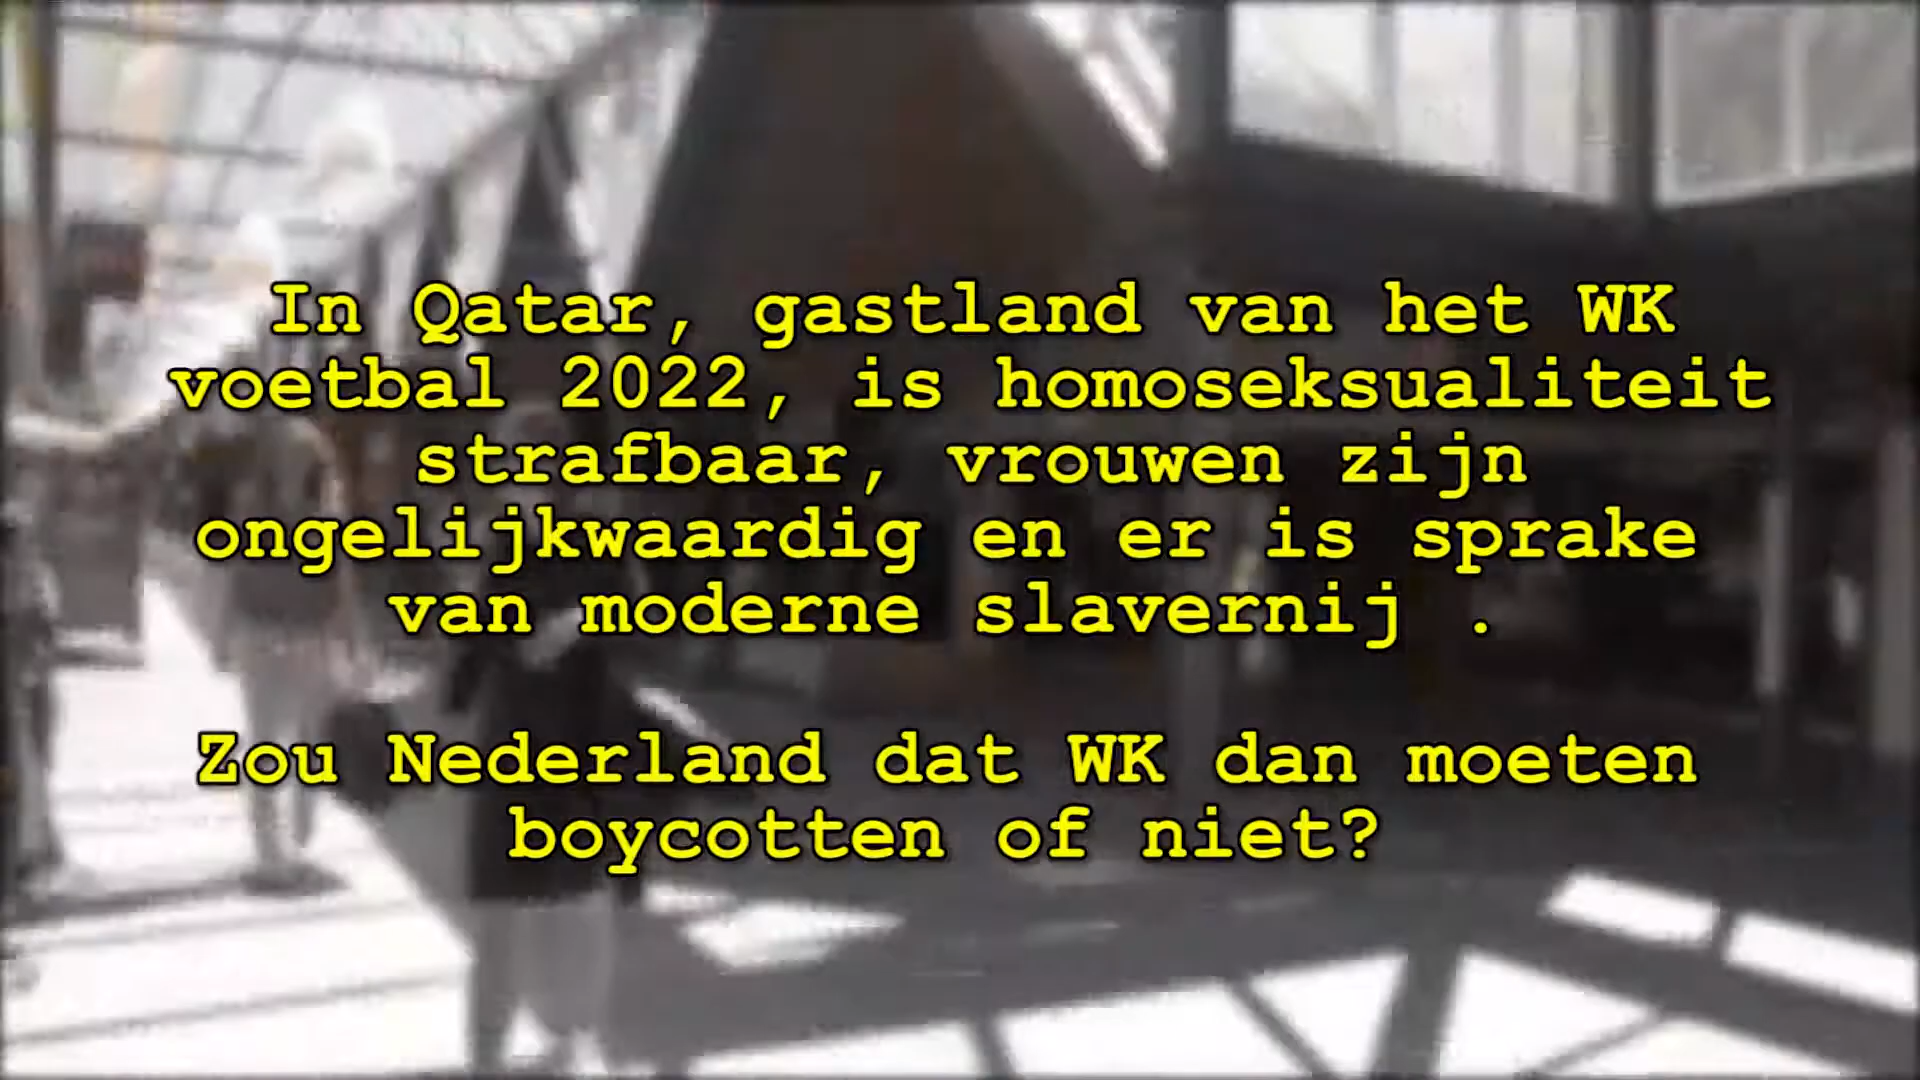 In Qatar, gastland van het WK
voetbal 2022, is homoseksualiteit
strafbaar, vrouwen zijn
ongelijkwaardig en er is sprake
van moderne slavernij .
Zou Nederland dat WK dan moeten
boycotten of niet?